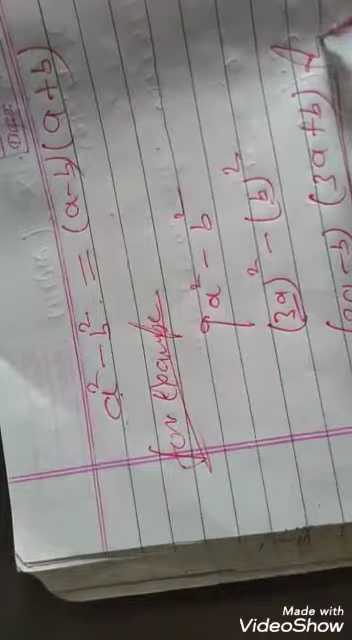 Date
a² - b² = (a-b)(a+b)
for example
9a² - b²
(3a)² - (b)²
(3a-b) (3a+b)
Made with
VideoShow